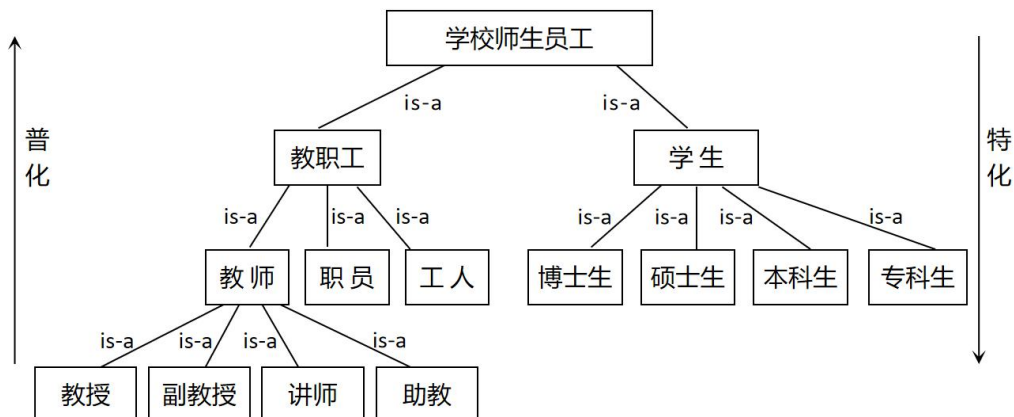 学校师生员工
is-a is-a
普化
特化
教职工 学生
is-a is-a is-a is-a is-a is-a is-a
教师 职员 工人 博士生 硕士生 本科生 专科生
is-a is-a is-a is-a
教授 副教授 讲师 助教